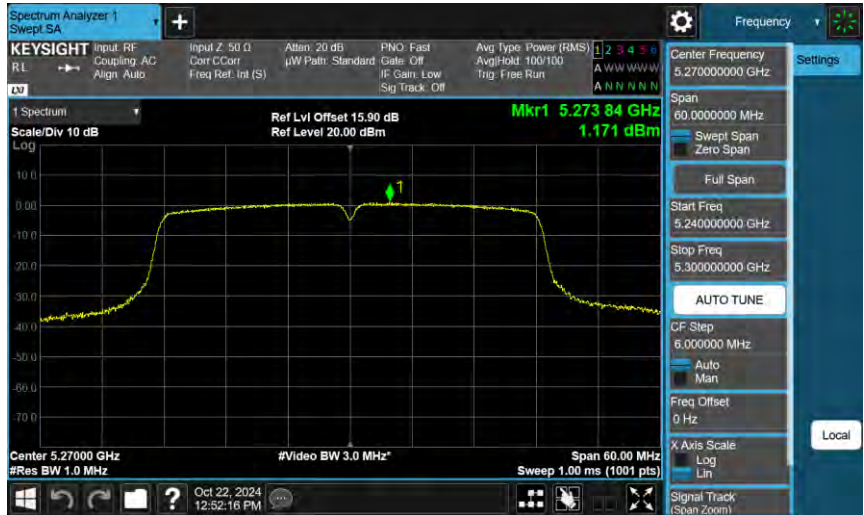 Spectrum Analyzer 1
Swept SA
+
Frequency
KEYSIGHT
RL
LXI
Input: RF
Coupling: AC
Align: Auto
Input Z: 50 Ω
Corr CCorr
Freq Ref: Int (S)
Atten: 20 dB
µW Path: Standard
PNO: Fast
Gate: Off
IF Gain: Low
Sig Track: Off
Avg Type: Power (RMS)
Avg|Hold: 100/100
Trig: Free Run
1 2 3 4 5 6
A W W W W W
A N N N N N
Center Frequency
5.270000000 GHz
Settings
Span
60.0000000 MHz
Swept Span
Zero Span
Full Span
Start Freq
5.240000000 GHz
Stop Freq
5.300000000 GHz
AUTO TUNE
CF Step
6.000000 MHz
Auto
Man
Freq Offset
0 Hz
X Axis Scale
Log
Lin
Signal Track
(Span Zoom)
Local
1 Spectrum
Scale/Div 10 dB
Ref Lvl Offset 15.90 dB
Ref Level 20.00 dBm
Mkr1 5.273 84 GHz
1.171 dBm
Log
10.0
0.00
-10.0
-20.0
-30.0
-40.0
-50.0
-60.0
-70.0
1
Center 5.27000 GHz
#Res BW 1.0 MHz
#Video BW 3.0 MHz*
Span 60.00 MHz
Sweep 1.00 ms (1001 pts)
?
Oct 22, 2024
12:52:16 PM